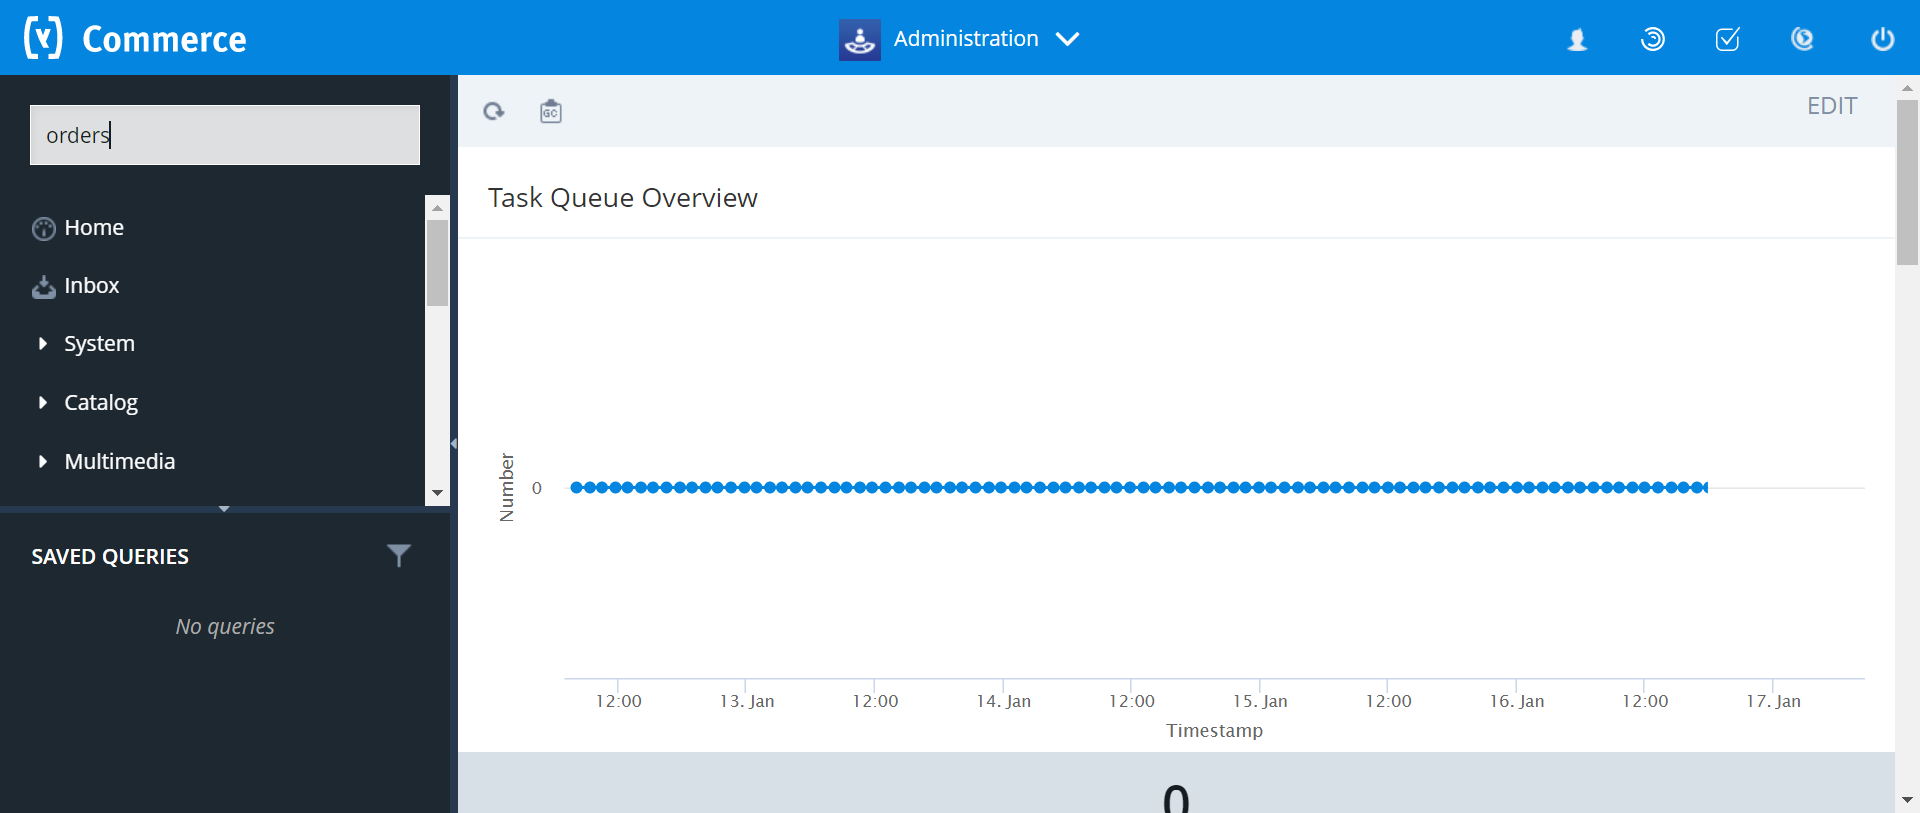 Commerce
Administration
orders
EDIT
GC
Home
Inbox
System
Catalog
Multimedia
SAVED QUERIES
No queries
Task Queue Overview
Number
0
12:00 13. Jan 12:00 14. Jan 12:00 15. Jan 12:00 16. Jan 12:00 17. Jan
Timestamp
0